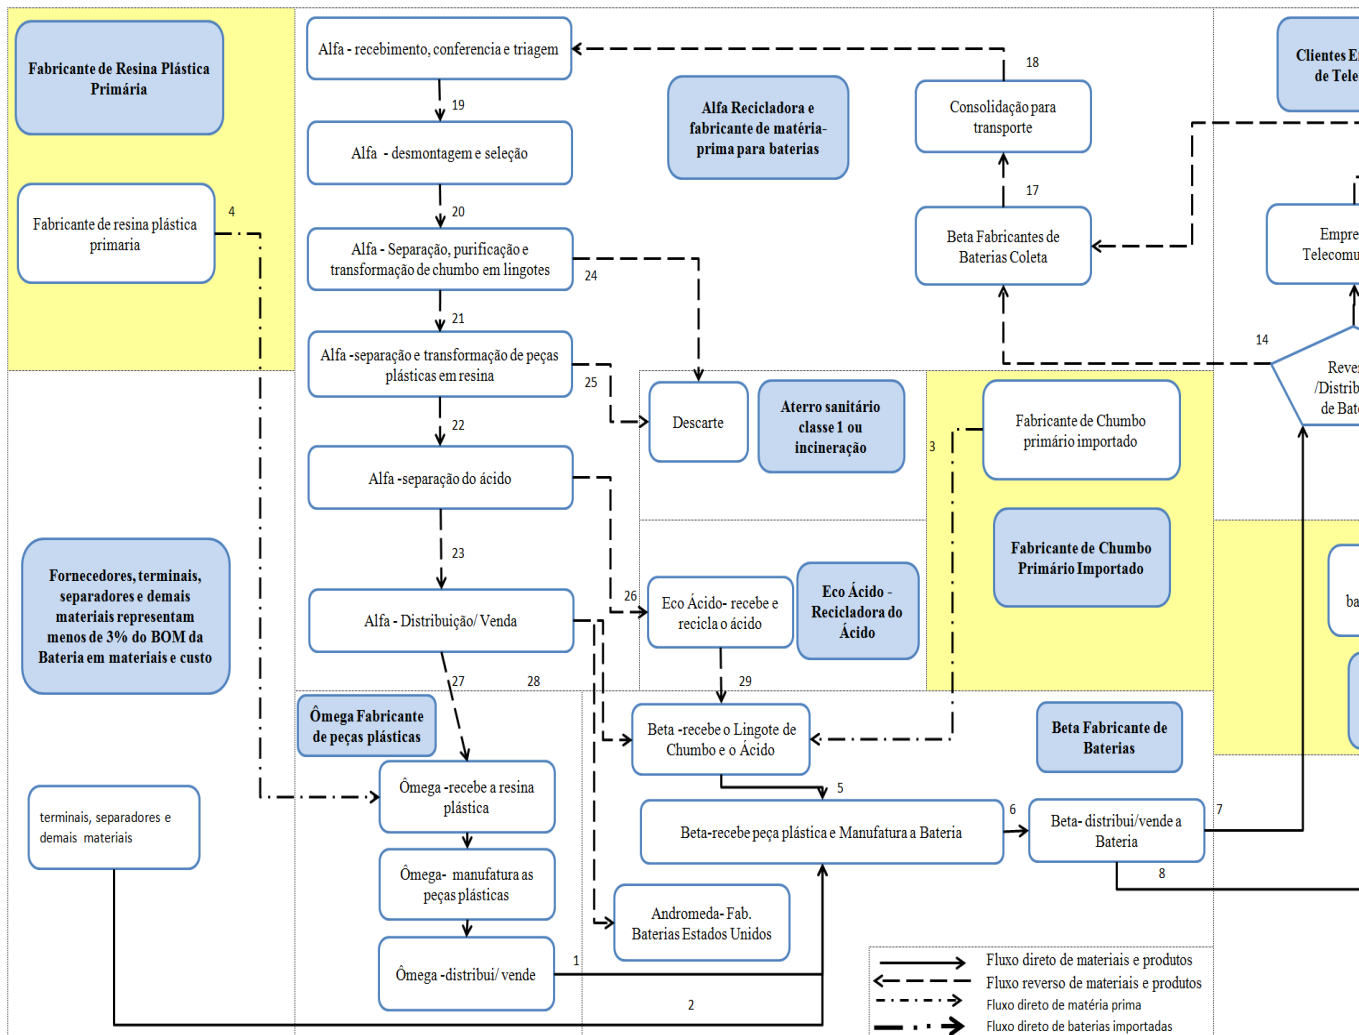 Fabricante de Resina Plástica
Primária
Fabricante de resina plástica
primaria
4
Fornecedores, terminais,
separadores e demais
materiais representam
menos de 3% do BOM da
Bateria em materiais e custo
terminais, separadores e
demais materiais
Alfa - recebimento, conferencia e triagem
19
Alfa - desmontagem e seleção
20
Alfa - Separação, purificação e
transformação de chumbo em lingotes
24
21
Alfa -separação e transformação de peças
plásticas em resina
25
22
Alfa -separação do ácido
23
26
Alfa - Distribuição/ Venda
27
28
Alfa Recicladora e
fabricante de matéria-
prima para baterias
18
Consolidação para
transporte
17
Beta Fabricantes de
Baterias Coleta
Descarte
Aterro sanitário
classe 1 ou
incineração
Fabricante de Chumbo
primário importado
3
Fabricante de Chumbo
Primário Importado
Eco Ácido- recebe e
recicla o ácido
Eco Ácido -
Recicladora do
Ácido
29
Ômega Fabricante
de peças plásticas
Ômega -recebe a resina
plástica
Ômega- manufatura as
peças plásticas
Ômega -distribui/ vende
1
2
Beta -recebe o Lingote de
Chumbo e o Ácido
5
Beta-recebe peça plástica e Manufatura a Bateria
6
Beta Fabricante de
Baterias
Beta- distribui/vende a
Bateria
7
8
Andromeda- Fab.
Baterias Estados Unidos
Clientes
de
14
Fluxo direto de materiais e produtos
Fluxo reverso de materiais e produtos
Fluxo direto de matéria prima
Fluxo direto de baterias importadas